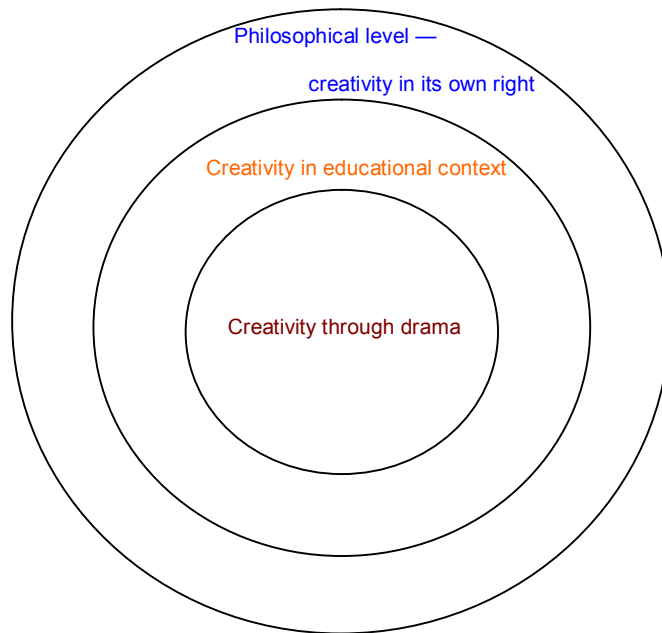 Philosophical level —
creativity in its own right
Creativity in educational context
Creativity through drama